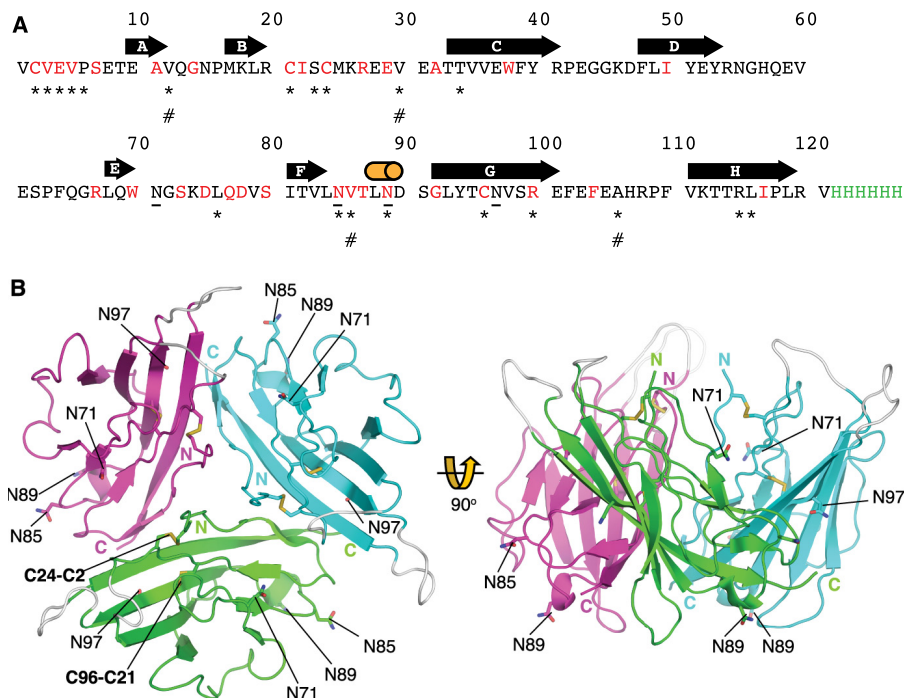 A
10 20 30 40 50 60
A B C D
VCVEVPSETE AVQGNPMKLR CISCMKREEV EATTVVEWFY RPEGGKDFLI YEYRNGHQEV
***** * * ** * *
# #
70 80 90 100 110 120
E F G H
ESPFQGRLQW NGSKDLQDVS ITVLNVTLND SGLYTCNVSR EFEFEAHRPF VKTTRLIPLR VHHHHHH
* ** * * * * **
# #
B
N85
N89
N71
N97
C
N71
N
N89
N85
C
N
N97
N
C
C24-C2
N97
C96-C21
N71
N89
N85
90º
N
N
N
N71
N71
N97
N85
C
C
C
N89
N89
N89